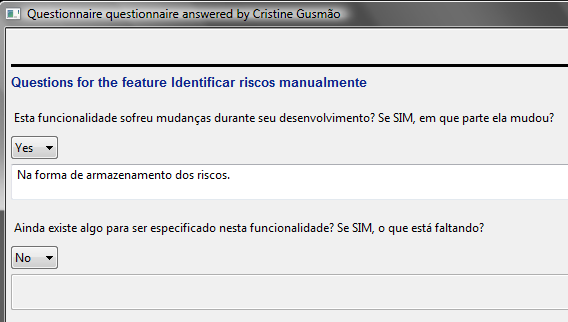 Questionnaire questionnaire answered by Cristine Gusmão
Questions for the feature Identificar riscos manualmente
Esta funcionalidade sofreu mudanças durante seu desenvolvimento? Se SIM, em que parte ela mudou?
Yes
Na forma de armazenamento dos riscos.
Ainda existe algo para ser especificado nesta funcionalidade? Se SIM, o que está faltando?
No